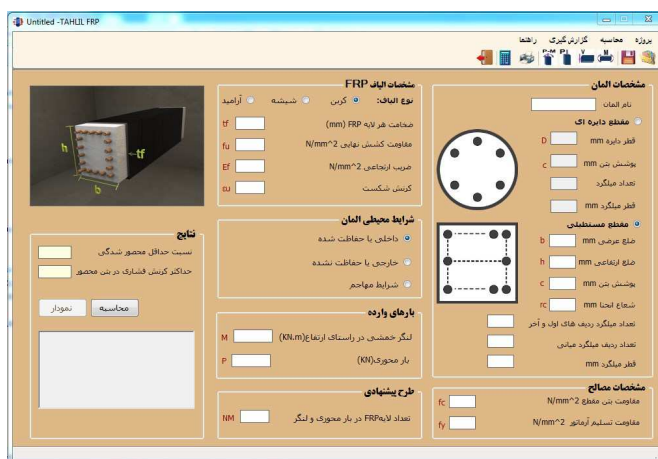 Untitled -TAHLIL FRP
پروژه محاسبه گزارش گیری راهنما
P-M P I V M
مشخصات المان
نام المان
مقطع دایره ای
قطر دایره mm D
پوشش بتن mm c
تعداد میلگرد
قطر میلگرد mm
مقطع مستطیلی
ضلع عرضی mm b
ضلع ارتفاعی mm h
پوشش بتن mm c
شعاع انحنا mm rc
تعداد میلگرد ردیف های اول و آخر
تعداد ردیف میلگرد میانی
قطر میلگرد mm
مشخصات مصالح
مقاومت بتن مقطع N/mm^2 fc
مقاومت تسلیم آرماتور N/mm^2 fy
مشخصات الیاف FRP
نوع الیاف: کربن شیشه آرامید
ضخامت هر لایه FRP (mm) tf
مقاومت کشش نهایی N/mm^2 fu
ضریب ارتجاعی N/mm^2 Ef
کرنش شکست εu
شرایط محیطی المان
داخلی یا حفاظت شده
خارجی یا حفاظت نشده
شرایط مهاجم
بارهای وارده
لنگر خمشی در راستای ارتفاع(KN.m) M
بار محوری(KN) P
طرح پیشنهادی
تعداد لایهFRP در بار محوری و لنگر NM
h
b
tf
نتایج
نسبت حداقل محصور شدگی
حداکثر کرنش فشاری در بتن محصور
محاسبه نمودار